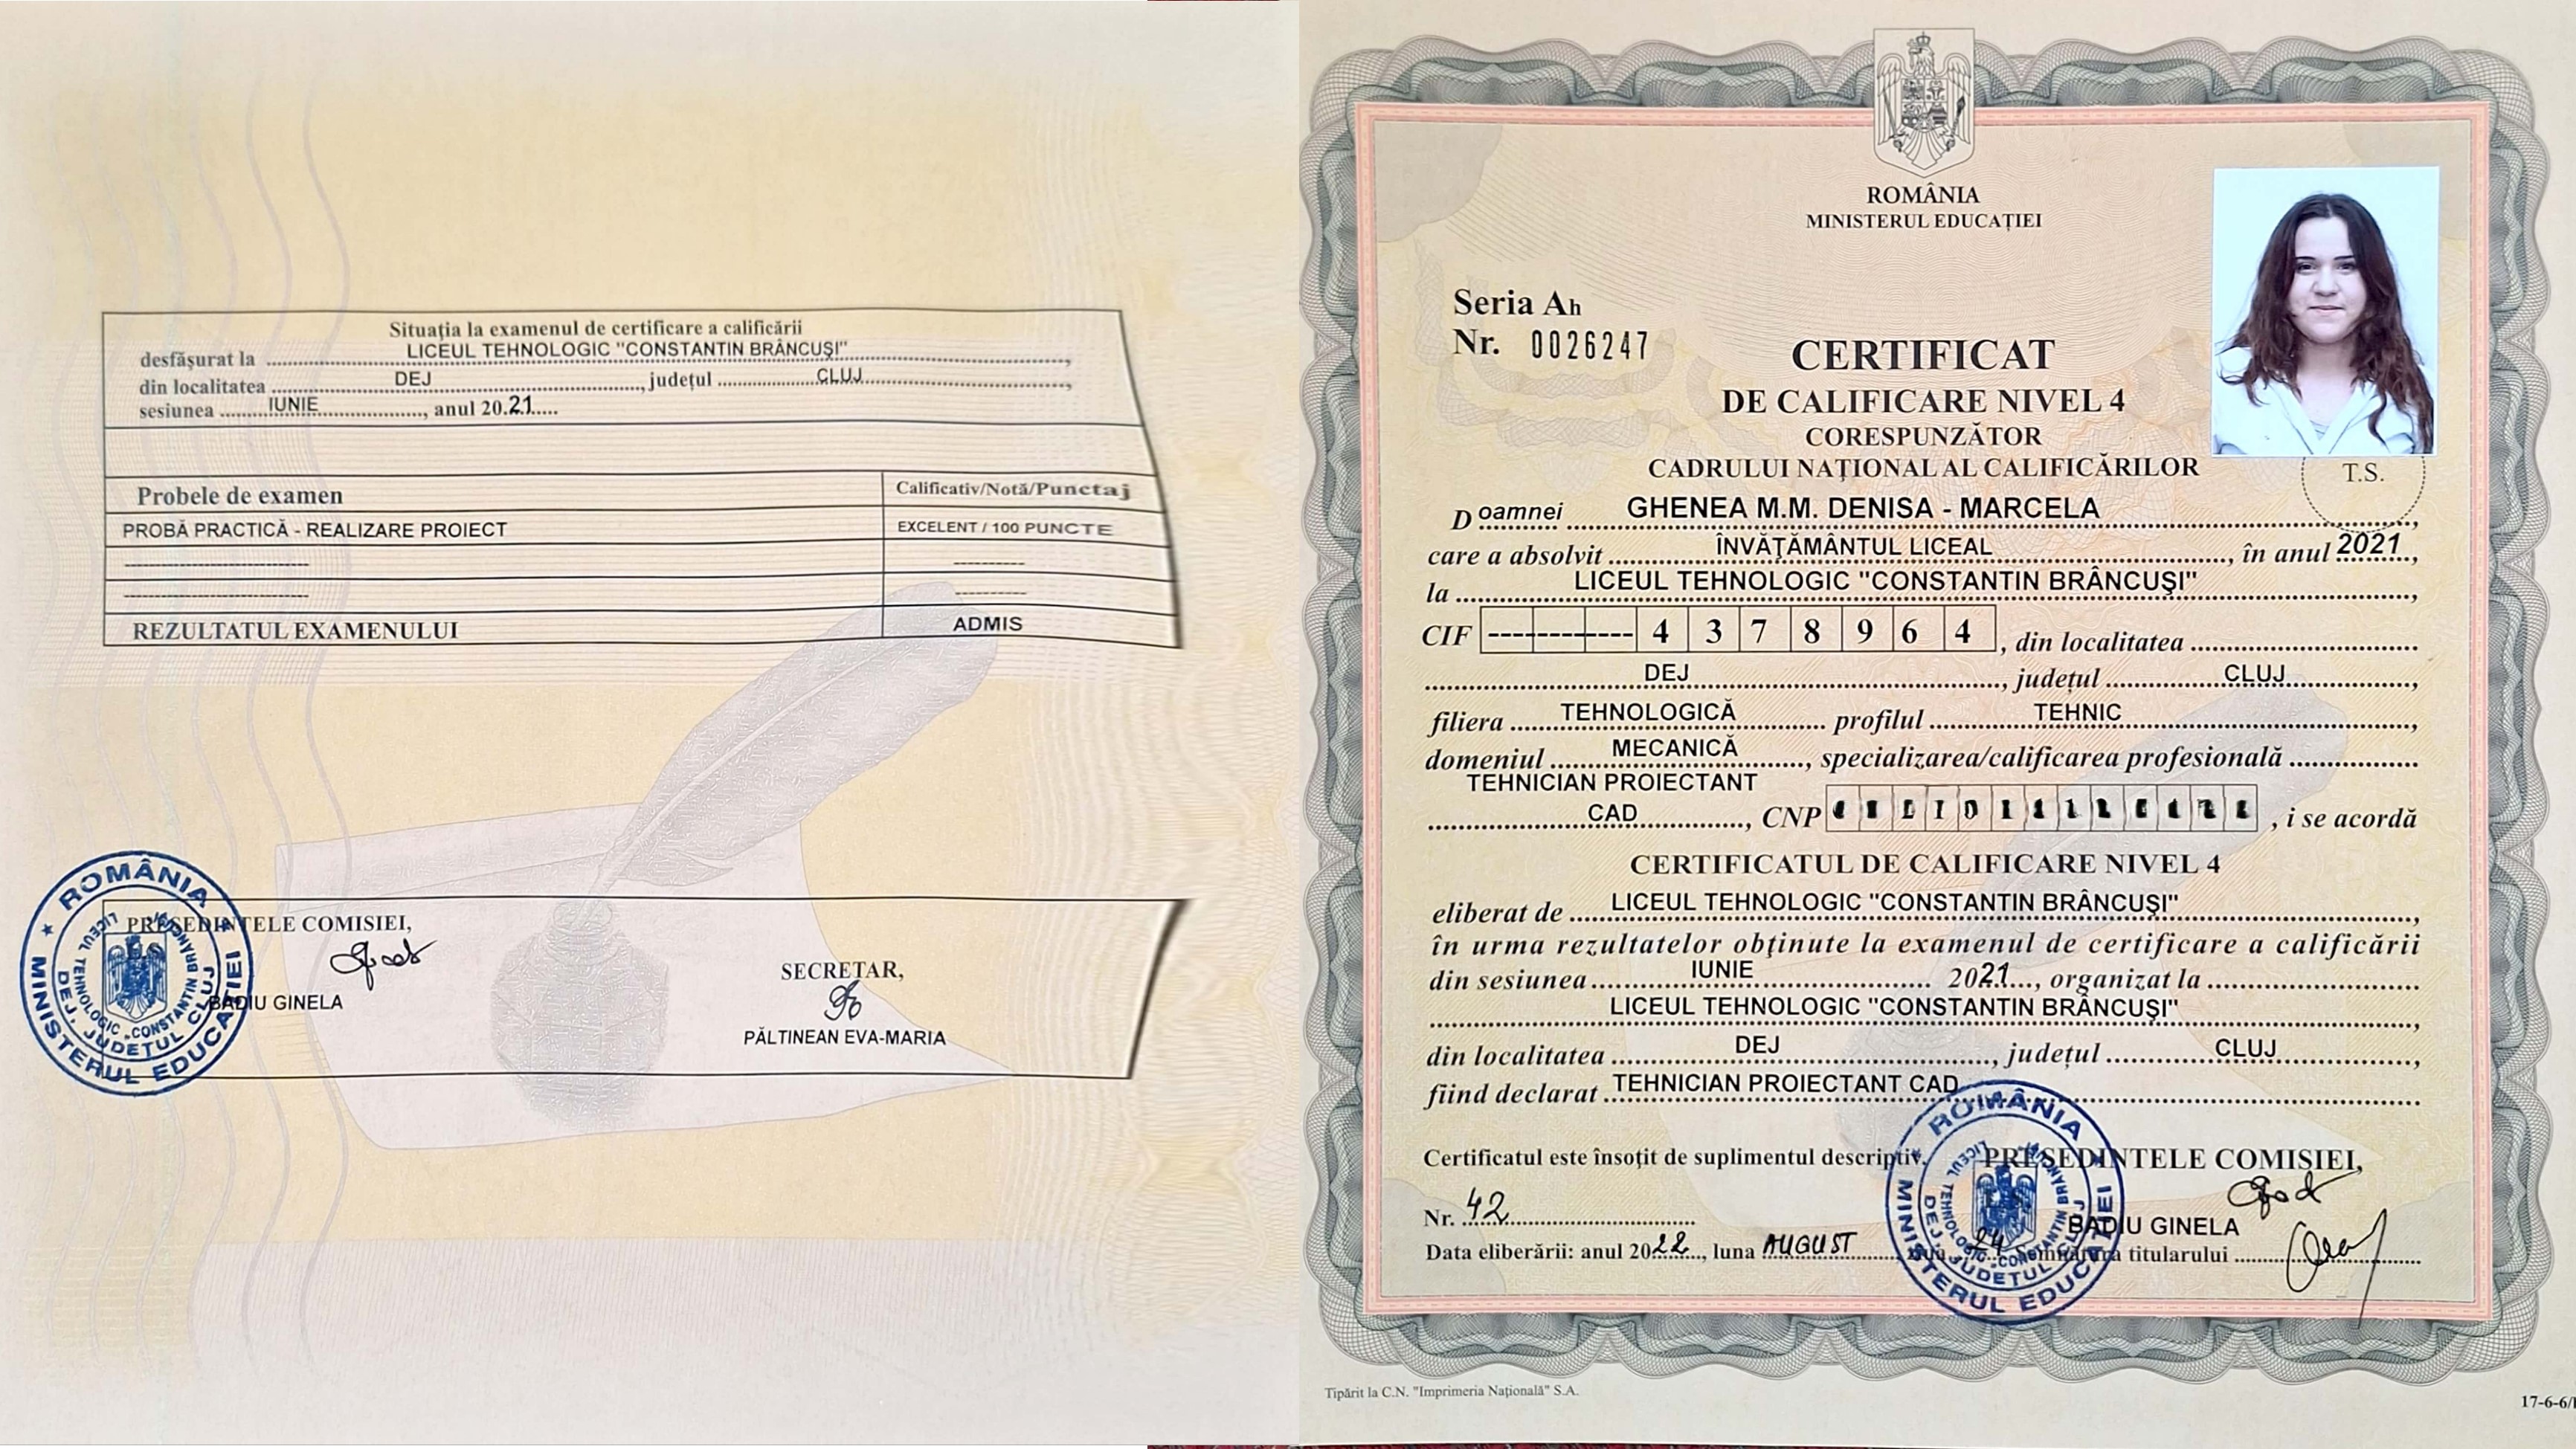 Situația la examenul de certificare a calificării
desfășurat la LICEUL TEHNOLOGIC "CONSTANTIN BRÂNCUȘI",
din localitatea DEJ, județul CLUJ,
sesiunea IUNIE, anul 20.21
Probele de examen Calificativ/Notă/Punctaj
PROBĂ PRACTICĂ - REALIZARE PROIECT EXCELENT / 100 PUNCTE
REZULTATUL EXAMENULUI ADMIS
PREȘEDINTELE COMISIEI,
BADIU GINELA
SECRETAR,
PĂLTINEAN EVA-MARIA
ROMÂNIA
MINISTERUL EDUCAȚIEI
LICEUL TEHNOLOGIC "CONSTANTIN BRÂNCUȘI"
DEJ, JUDEȚUL CLUJ
ROMÂNIA
MINISTERUL EDUCAȚIEI
Seria Ah
Nr. 0026247
CERTIFICAT
DE CALIFICARE NIVEL 4
CORESPUNZĂTOR
CADRULUI NAȚIONAL AL CALIFICĂRILOR
T.S.
Doamnei GHENEA M.M. DENISA - MARCELA,
care a absolvit ÎNVĂȚĂMÂNTUL LICEAL, în anul 2021,
la LICEUL TEHNOLOGIC "CONSTANTIN BRÂNCUȘI",
CIF 4 3 7 8 9 6 4, din localitatea
DEJ, județul CLUJ,
filiera TEHNOLOGICĂ profilul TEHNIC,
domeniul MECANICĂ, specializarea/calificarea profesională
TEHNICIAN PROIECTANT
CAD, CNP, i se acordă
CERTIFICATUL DE CALIFICARE NIVEL 4
eliberat de LICEUL TEHNOLOGIC "CONSTANTIN BRÂNCUȘI",
în urma rezultatelor obținute la examenul de certificare a calificării
din sesiunea IUNIE 2021, organizat la
LICEUL TEHNOLOGIC "CONSTANTIN BRÂNCUȘI",
din localitatea DEJ, județul CLUJ,
fiind declarat TEHNICIAN PROIECTANT CAD
Certificatul este însoțit de suplimentul descriptiv.
PREȘEDINTELE COMISIEI,
Nr. 42
BADIU GINELA
Data eliberării: anul 2022, luna AUGUST, ziua 24 Semnătura titularului
ROMÂNIA
MINISTERUL EDUCAȚIEI
LICEUL TEHNOLOGIC "CONSTANTIN BRÂNCUȘI"
DEJ, JUDEȚUL CLUJ
Tipărit la C.N. "Imprimeria Națională" S.A.
17-6-6/